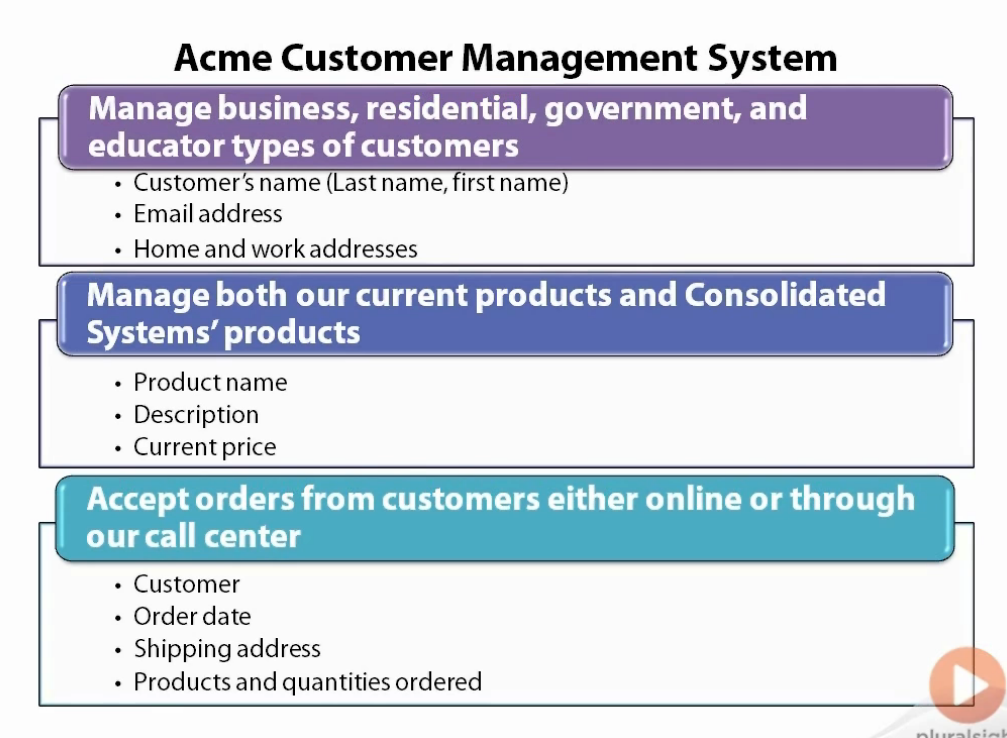 Acme Customer Management System
Manage business, residential, government, and
educator types of customers
• Customer's name (Last name, first name)
• Email address
• Home and work addresses
Manage both our current products and Consolidated
Systems' products
• Product name
• Description
• Current price
Accept orders from customers either online or through
our call center
• Customer
• Order date
• Shipping address
• Products and quantities ordered